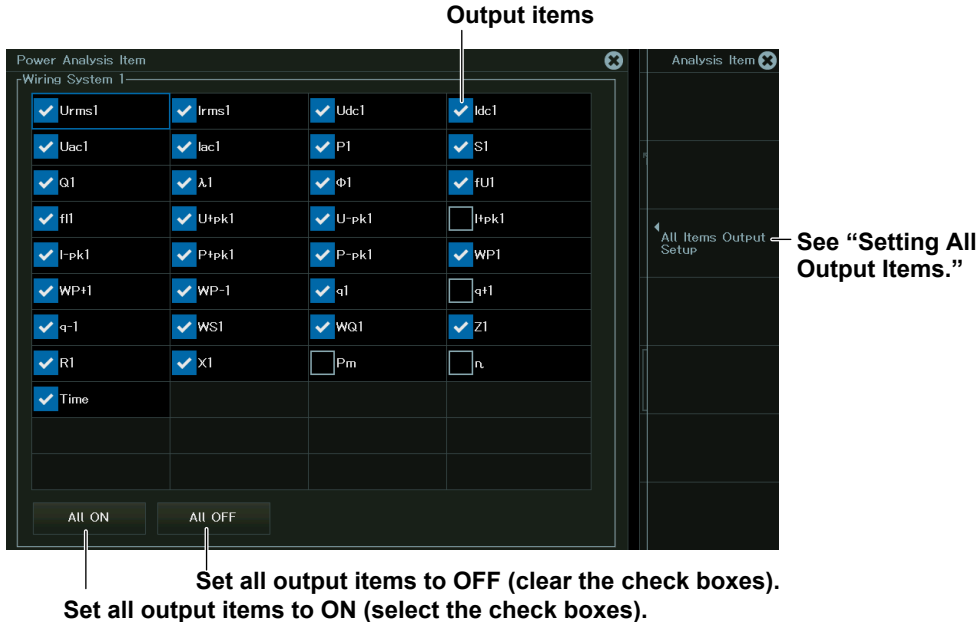 Output items
Power Analysis Item
Analysis Item
Wiring System 1
Urms1 Irms1 Udc1 Idc1
Uac1 Iac1 P1 S1
Q1 λ1 Φ1 fU1
fI1 U+pk1 U-pk1 I+pk1
I-pk1 P+pk1 P-pk1 WP1
WP+1 WP-1 q1 q+1
q-1 WS1 WQ1 Z1
R1 X1 Pm η
Time
All Items Output
Setup
See “Setting All
Output Items.”
All ON All OFF
Set all output items to OFF (clear the check boxes).
Set all output items to ON (select the check boxes).